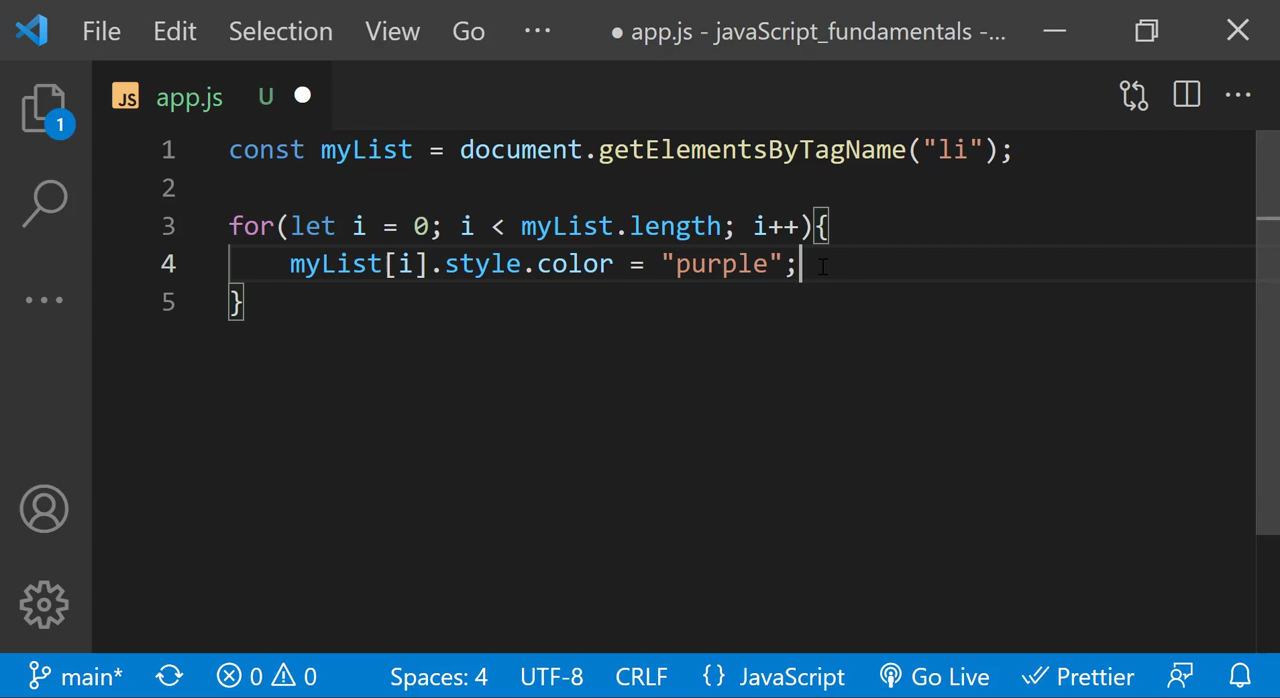 File Edit Selection View Go ··· ● app.js - javaScript_fundamentals -...
JS app.js U
1
1 const myList = document.getElementsByTagName("li");
2
3 for(let i = 0; i < myList.length; i++){
4 myList[i].style.color = "purple";
5 }
main* 0 0 Spaces: 4 UTF-8 CRLF {} JavaScript Go Live Prettier